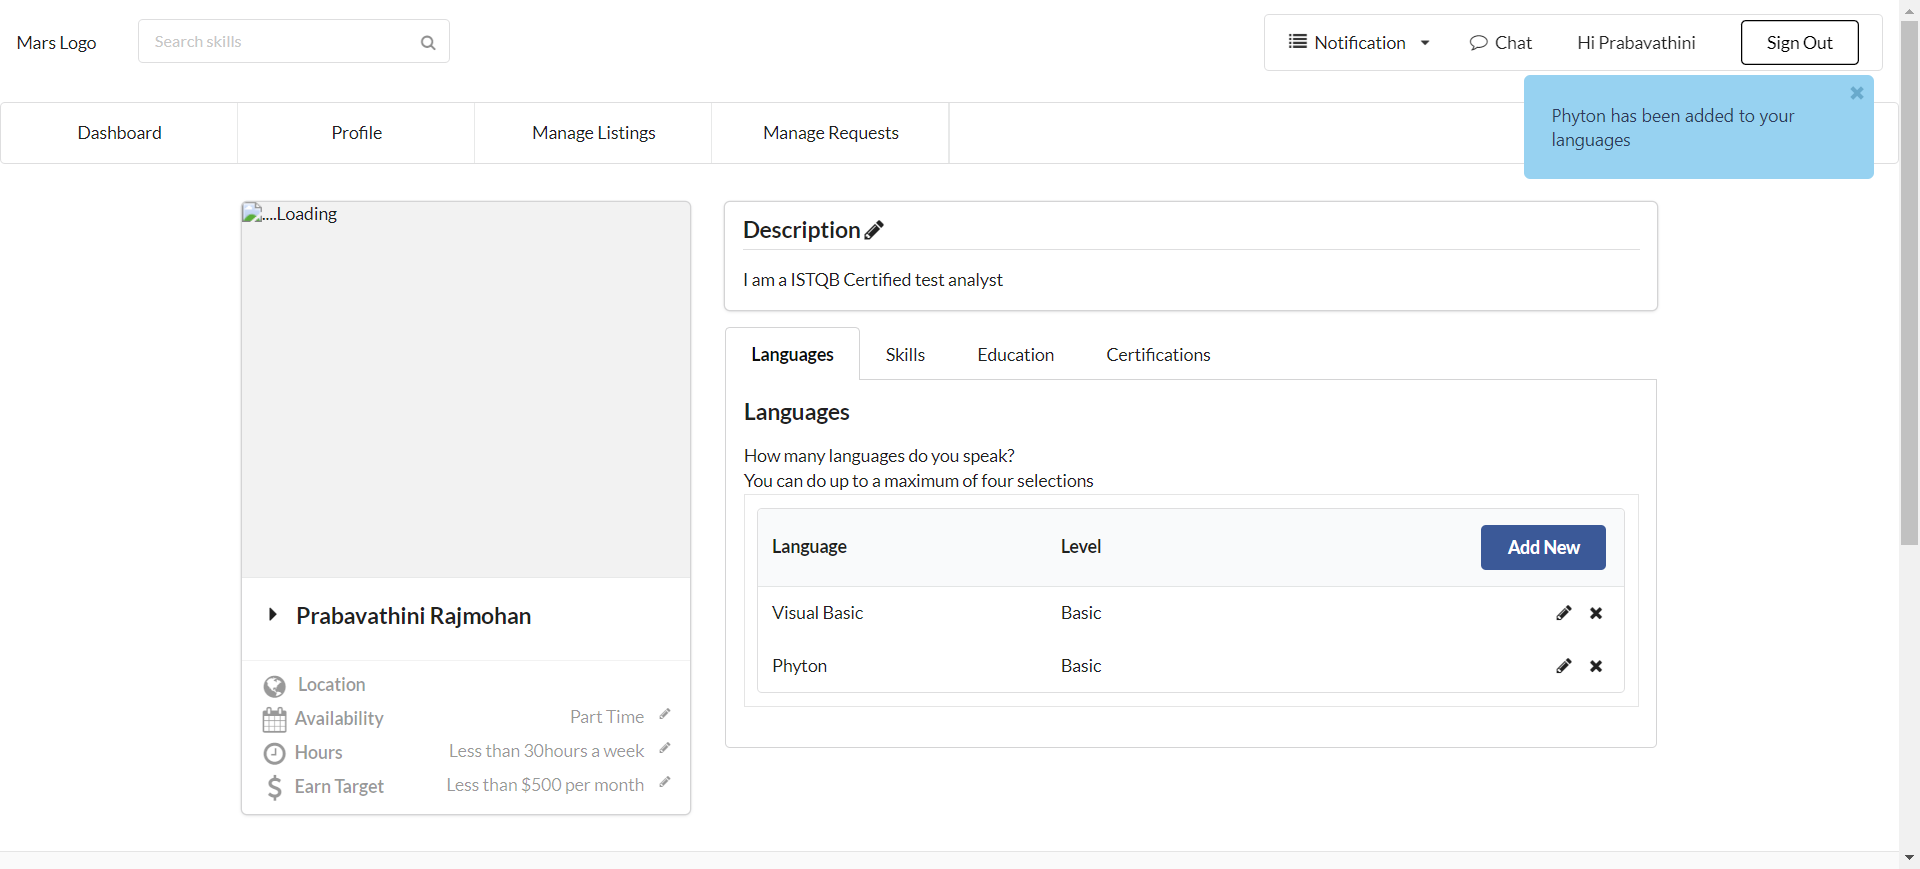 Mars Logo
Search skills
Notification
Chat
Hi Prabavathini
Sign Out
Phyton has been added to your
languages
Dashboard
Profile
Manage Listings
Manage Requests
....Loading
Prabavathini Rajmohan
Location
Availability
Part Time
Hours
Less than 30hours a week
Earn Target
Less than $500 per month
Description
I am a ISTQB Certified test analyst
Languages
Skills
Education
Certifications
Languages
How many languages do you speak?
You can do up to a maximum of four selections
Language
Level
Add New
Visual Basic
Basic
Phyton
Basic